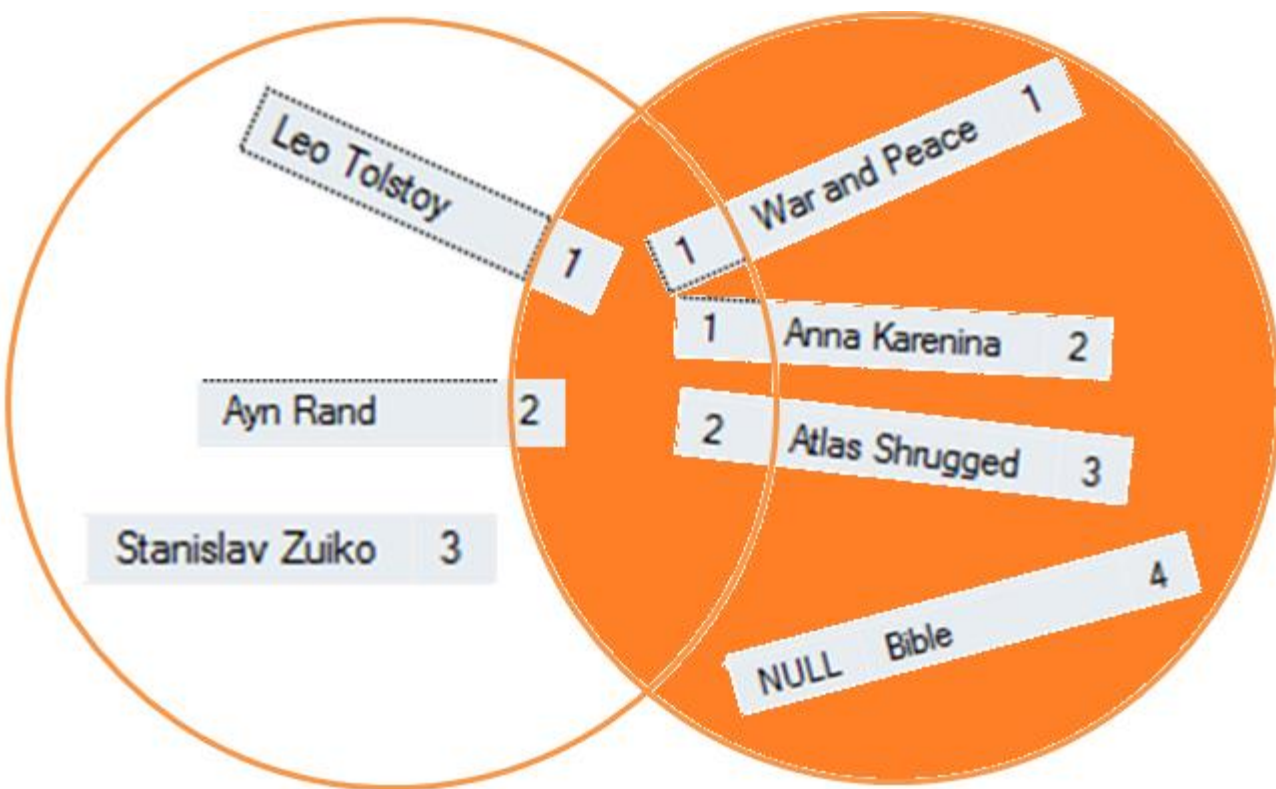 Leo Tolstoy 1
1 War and Peace 1
1 Anna Karenina 2
Ayn Rand 2
2 Atlas Shrugged 3
Stanislav Zuiko 3
NULL Bible 4